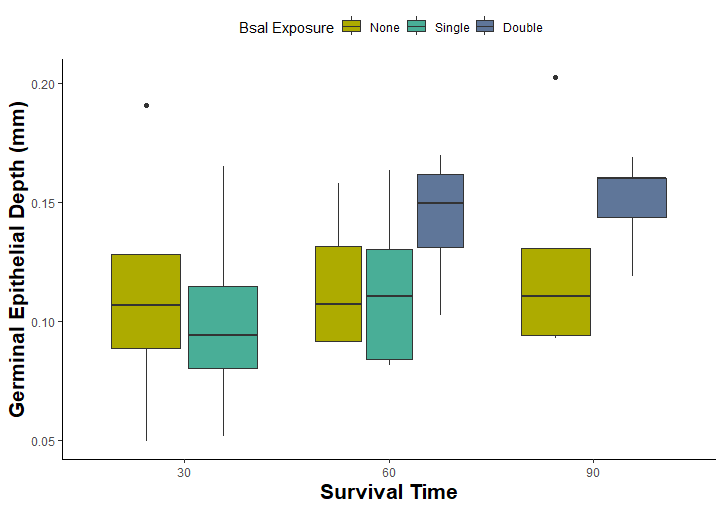 Bsal Exposure None Single Double
Germinal Epithelial Depth (mm)
0.20
0.15
0.10
0.05
30 60 90
Survival Time